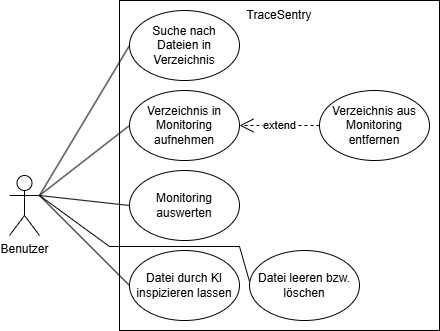 TraceSentry
Suche nach
Dateien in
Verzeichnis
Verzeichnis in
Monitoring
aufnehmen
extend
Verzeichnis aus
Monitoring
entfernen
Monitoring
auswerten
Benutzer
Datei durch KI
inspizieren lassen
Datei leeren bzw.
löschen